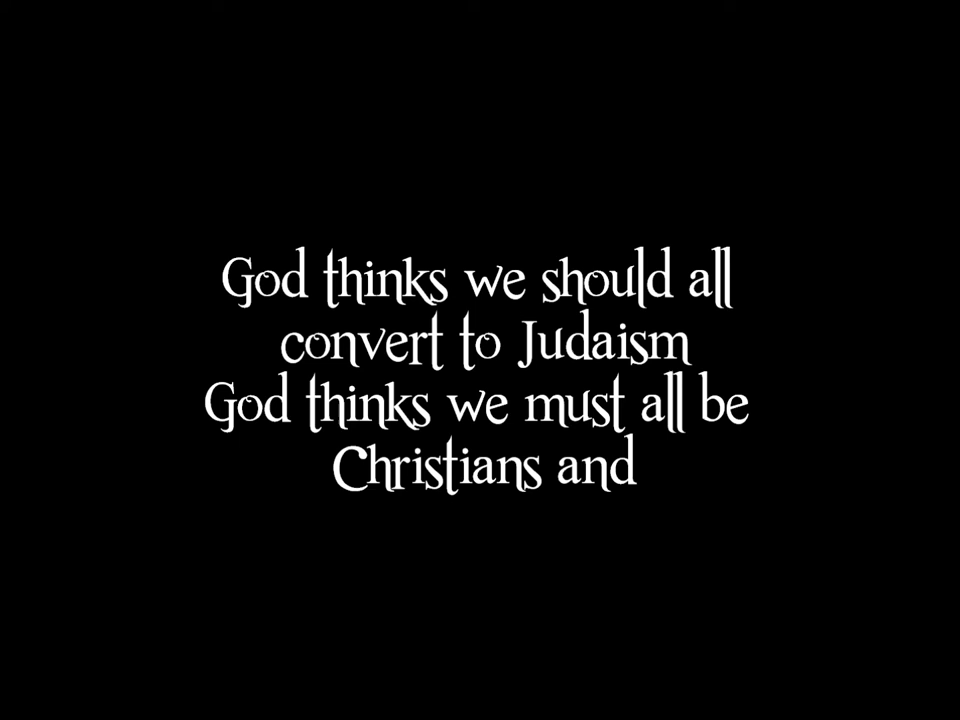 God thinks we should all
convert to Judaism
God thinks we must all be
Christians and